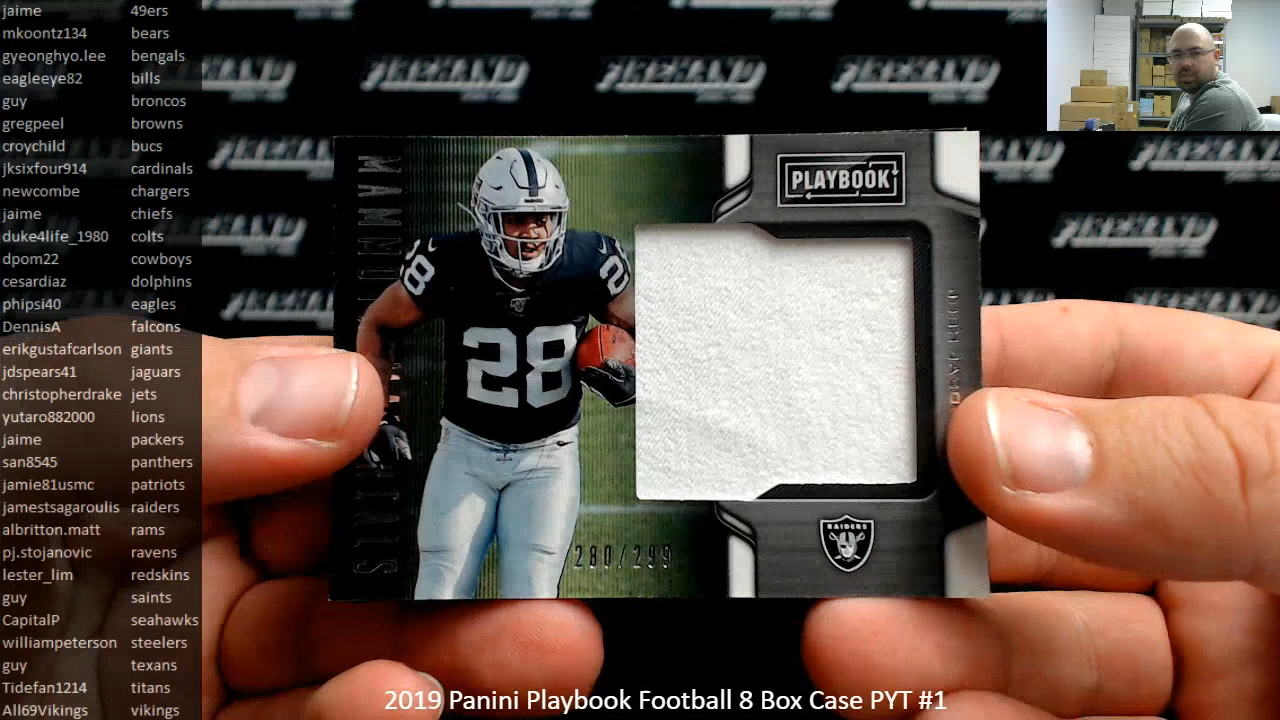 jaime 49ers
mkoontz134 bears
gyeonghyo.lee bengals
eagleeye82 bills
guy broncos
gregpeel browns
croychild bucs
jksixfour914 cardinals
newcombe chargers
jaime chiefs
duke4life_1980 colts
dpom22 cowboys
cesardiaz dolphins
phipsi40 eagles
DennisA falcons
erikgustafcarlson giants
jdspears41 jaguars
christopherdrake jets
yutaro882000 lions
jaime packers
san8545 panthers
jamie81usmc patriots
jamestsagaroulis raiders
albritton.matt rams
pj.stojanovic ravens
lester_lim redskins
guy saints
CapitalP seahawks
williampeterson steelers
guy texans
Tidefan1214 titans
All69Vikings vikings
PLAYBOOK
28
28
28
RAIDERS
280/299
2019 Panini Playbook Football 8 Box Case PYT #1